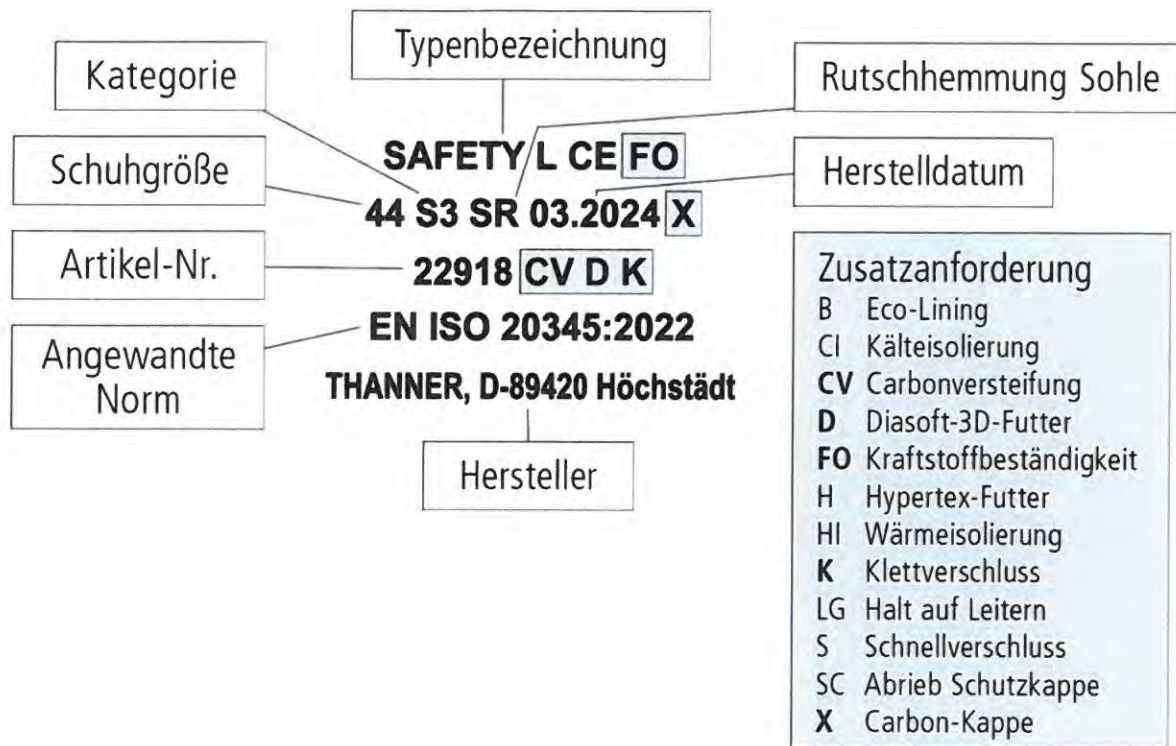 Typenbezeichnung
Kategorie
Rutschhemmung Sohle
Schuhgröße
SAFETY L CE FO
Herstelldatum
44 S3 SR 03.2024 X
Artikel-Nr.
22918 CV D K
Angewandte
Norm
EN ISO 20345:2022
THANNER, D-89420 Höchstädt
Hersteller
Zusatzanforderung
B Eco-Lining
CI Kälteisolierung
CV Carbonversteifung
D Diasoft-3D-Futter
FO Kraftstoffbeständigkeit
H Hypertex-Futter
HI Wärmeisolierung
K Klettverschluss
LG Halt auf Leitern
S Schnellverschluss
SC Abrieb Schutzkappe
X Carbon-Kappe